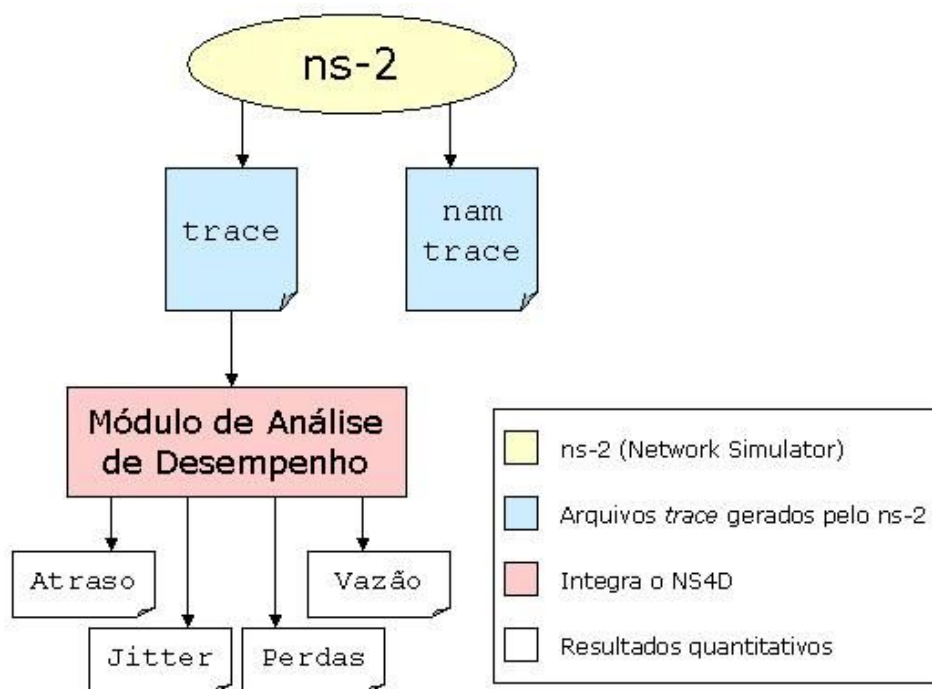 ns-2
trace
nam
trace
Módulo de Análise
de Desempenho
Atraso
Vazão
Jitter
Perdas
ns-2 (Network Simulator)
Arquivos trace gerados pelo ns-2
Integra o NS4D
Resultados quantitativos